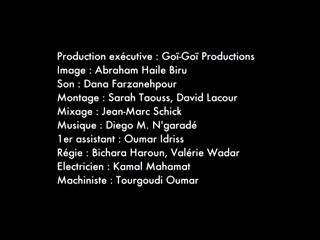 Production exécutive : Goï-Goï Productions
Image : Abraham Haile Biru
Son : Dana Farzanehpour
Montage : Sarah Taouss, David Lacour
Mixage : Jean-Marc Schick
Musique : Diego M. N'garadé
1er assistant : Oumar Idriss
Régie : Bichara Haroun, Valérie Wadar
Electricien : Kamal Mahamat
Machiniste : Tourgoudi Oumar